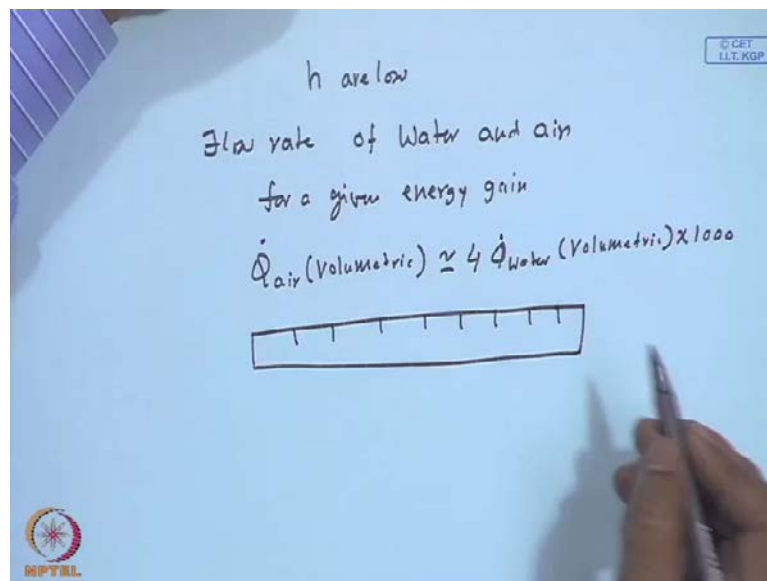 © CET
I.I.T. KGP
h are low
Flow rate of Water and air
for a given energy gain
Q̇air (Volumetric) ≃ 4 Q̇Water (Volumetric) × 1000
NPTEL